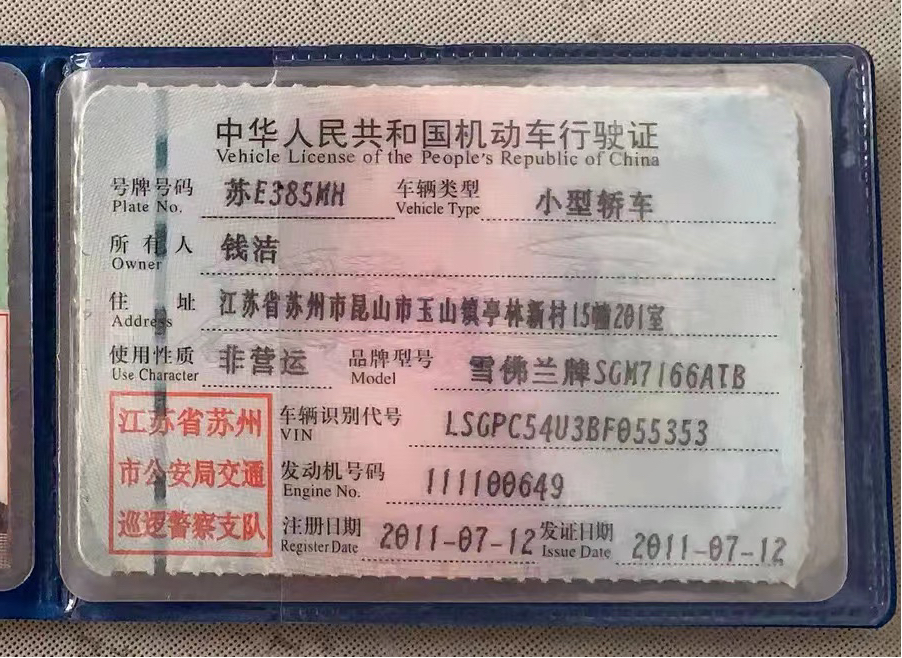 中华人民共和国机动车行驶证
Vehicle License of the People's Republic of China
号牌号码 苏E385MH 车辆类型 小型轿车
Plate No. Vehicle Type
所有人 钱洁
Owner
住址 江苏省苏州市昆山市玉山镇亭林新村15幢201室
Address
使用性质 非营运 品牌型号 雪佛兰牌SGM7166ATB
Use Character Model
江苏省苏州
市公安局交通
巡逻警察支队
车辆识别代号 LSGPC54U3BF055353
VIN
发动机号码 111100649
Engine No.
注册日期 2011-07-12 发证日期 2011-07-12
Register Date Issue Date